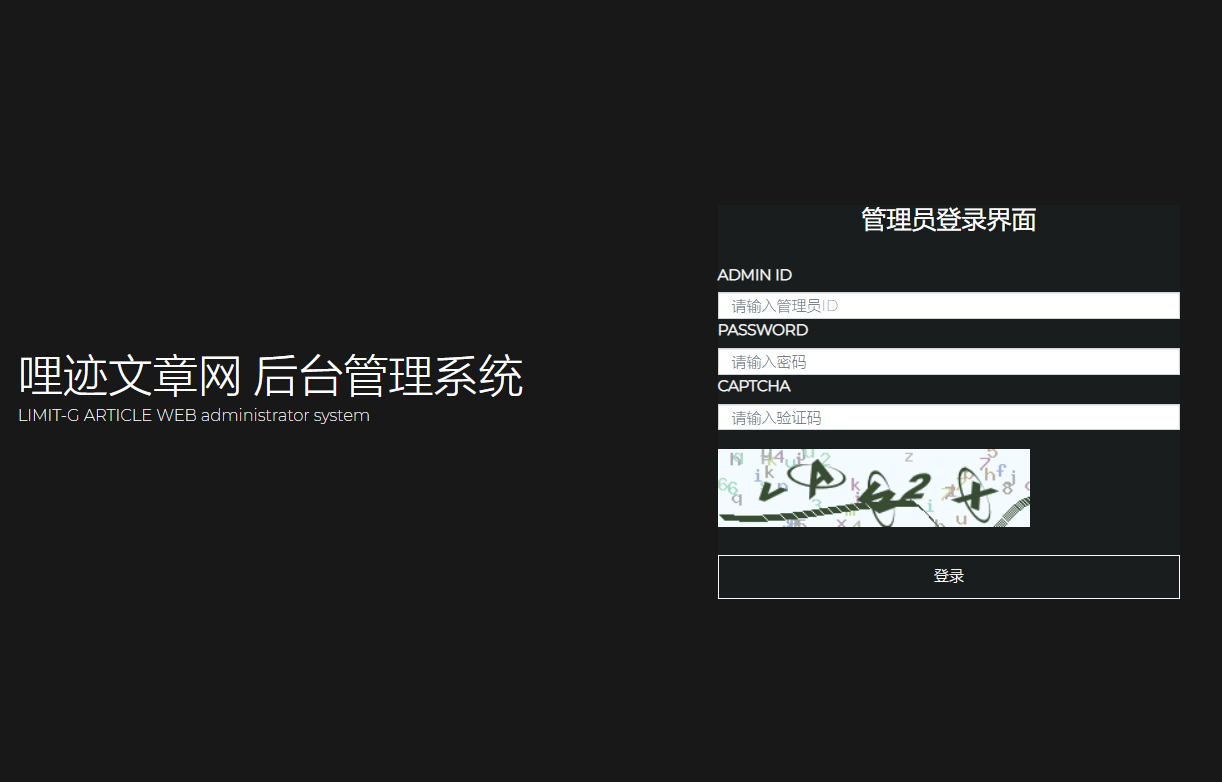 管理员登录界面
ADMIN ID
请输入管理员ID
PASSWORD
请输入密码
哩迹文章网 后台管理系统
LIMIT-G ARTICLE WEB administrator system
CAPTCHA
请输入验证码
登录